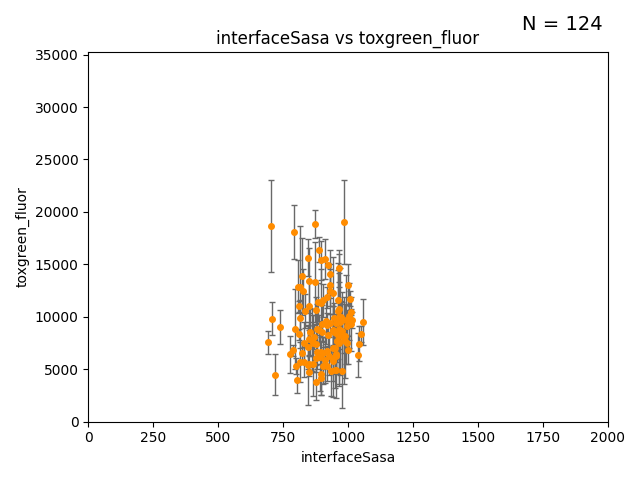 N = 124
interfaceSasa vs toxgreen_fluor
35000
30000
25000
20000
15000
10000
5000
0
toxgreen_fluor
0 250 500 750 1000 1250 1500 1750 2000
interfaceSasa